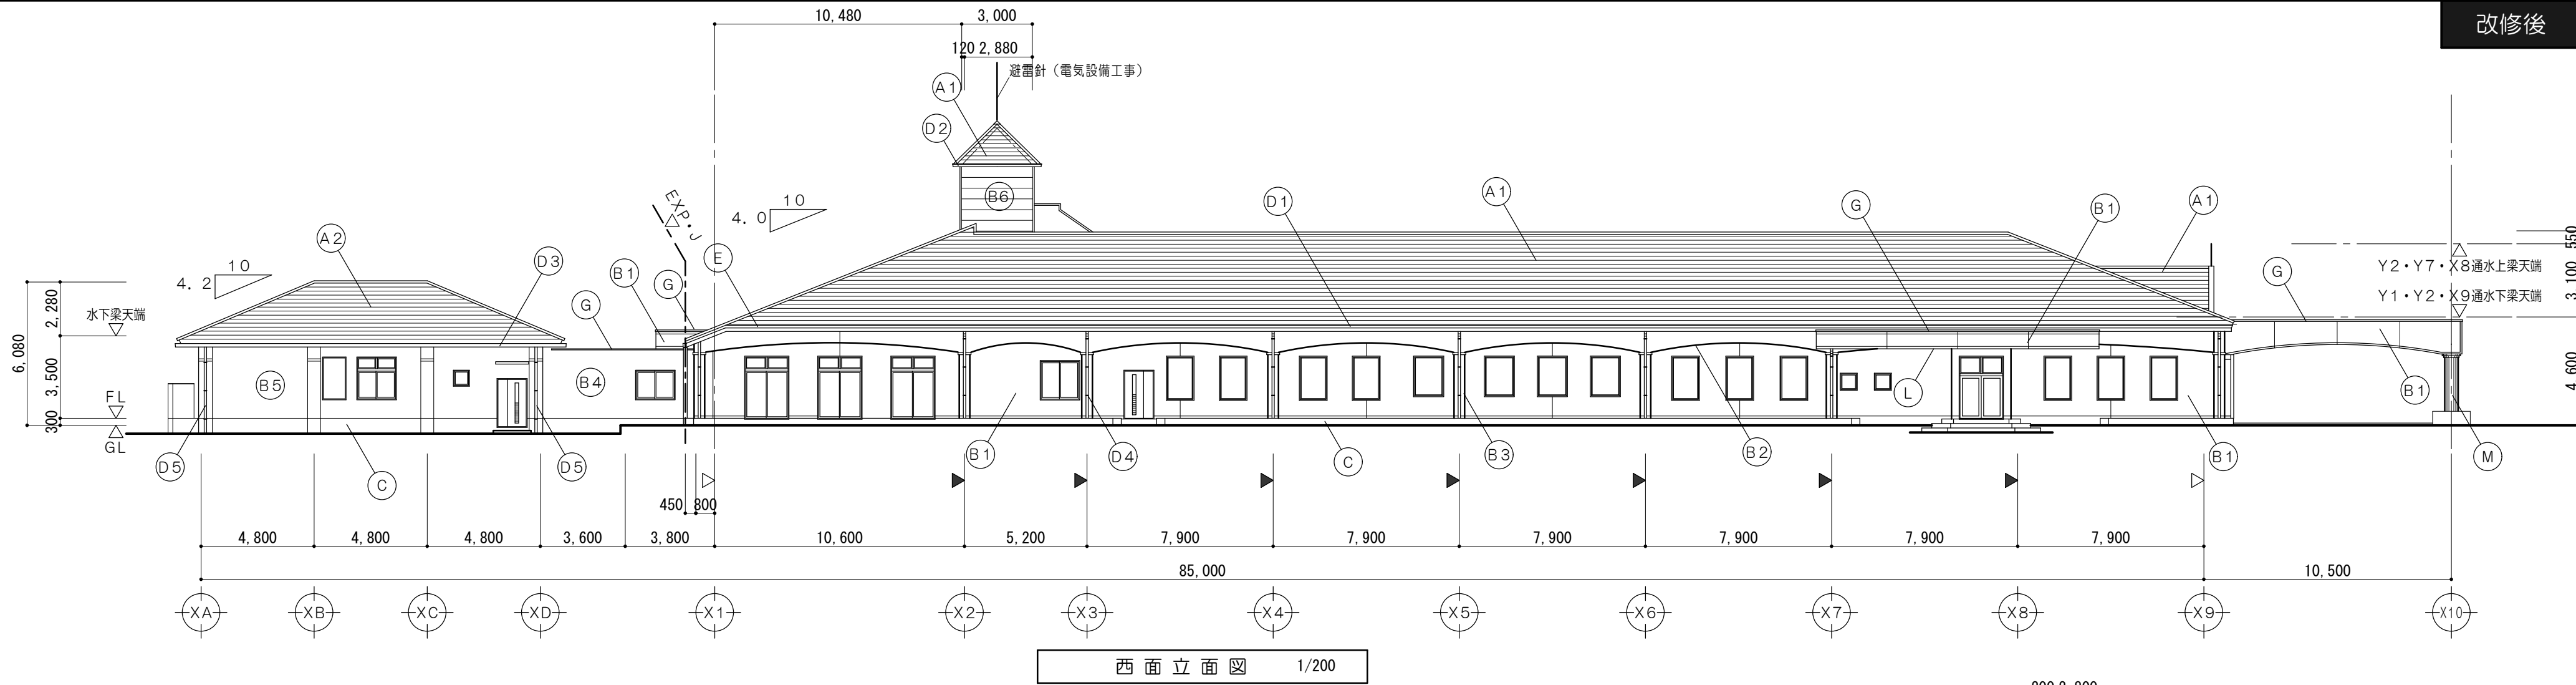 改修後
10,480
3,000
120 2,880
避雷針（電気設備工事）
A1
D2
B6
EXP・J
10
4.0
A1
D1
G
B1
A1
A2
10
4.2
D3
E
B1
G
G
G
550
3,100
4,600
Y2・Y7・X8通水上梁天端
Y1・Y2・X9通水下梁天端
水下梁天端
6,080
2,280
3,500
300
FL
GL
B5
B4
L
B1
D5
C
D5
B1
D4
C
B3
B2
B1
M
450
800
4,800
4,800
4,800
3,600
3,800
10,600
5,200
7,900
7,900
7,900
7,900
7,900
7,900
85,000
10,500
XA
XB
XC
XD
X1
X2
X3
X4
X5
X6
X7
X8
X9
X10
西面立面図 1/200